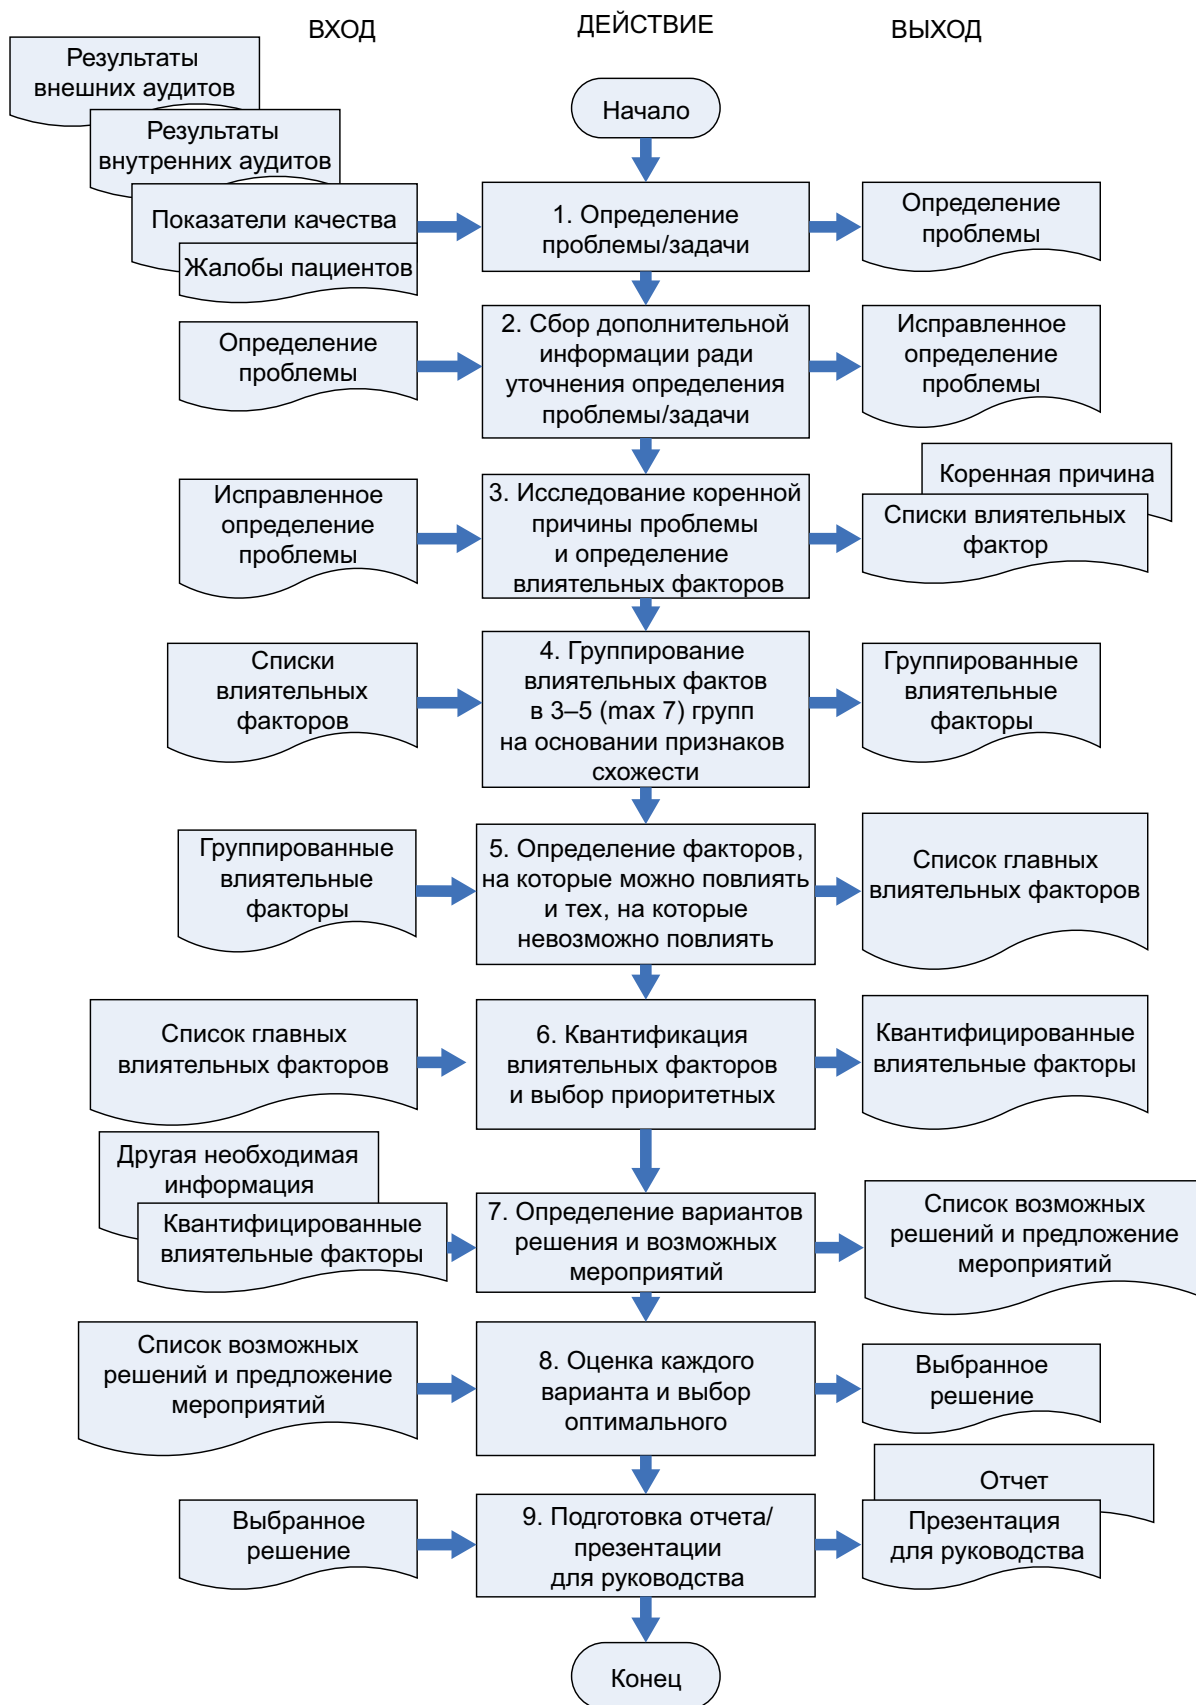 ВХОД
ДЕЙСТВИЕ
ВЫХОД
Результаты
внешних аудитов
Результаты
внутренних аудитов
Показатели качества
Жалобы пациентов
Начало
1. Определение
проблемы/задачи
Определение
проблемы
Определение
проблемы
2. Сбор дополнительной
информации ради
уточнения определения
проблемы/задачи
Исправленное
определение
проблемы
Исправленное
определение
проблемы
3. Исследование коренной
причины проблемы
и определение
влиятельных факторов
Коренная причина
Списки влиятельных
фактор
Списки
влиятельных
факторов
4. Группирование
влиятельных фактов
в 3–5 (max 7) групп
на основании признаков
схожести
Группированные
влиятельные
факторы
Группированные
влиятельные
факторы
5. Определение факторов,
на которые можно повлиять
и тех, на которые
невозможно повлиять
Список главных
влиятельных факторов
Список главных
влиятельных факторов
6. Квантификация
влиятельных факторов
и выбор приоритетных
Квантифицированные
влиятельные факторы
Другая необходимая
информация
Квантифицированные
влиятельные факторы
7. Определение вариантов
решения и возможных
мероприятий
Список возможных
решений и предложение
мероприятий
Список возможных
решений и предложение
мероприятий
8. Оценка каждого
варианта и выбор
оптимального
Выбранное
решение
Выбранное
решение
9. Подготовка отчета/
презентации
для руководства
Отчет
Презентация
для руководства
Конец